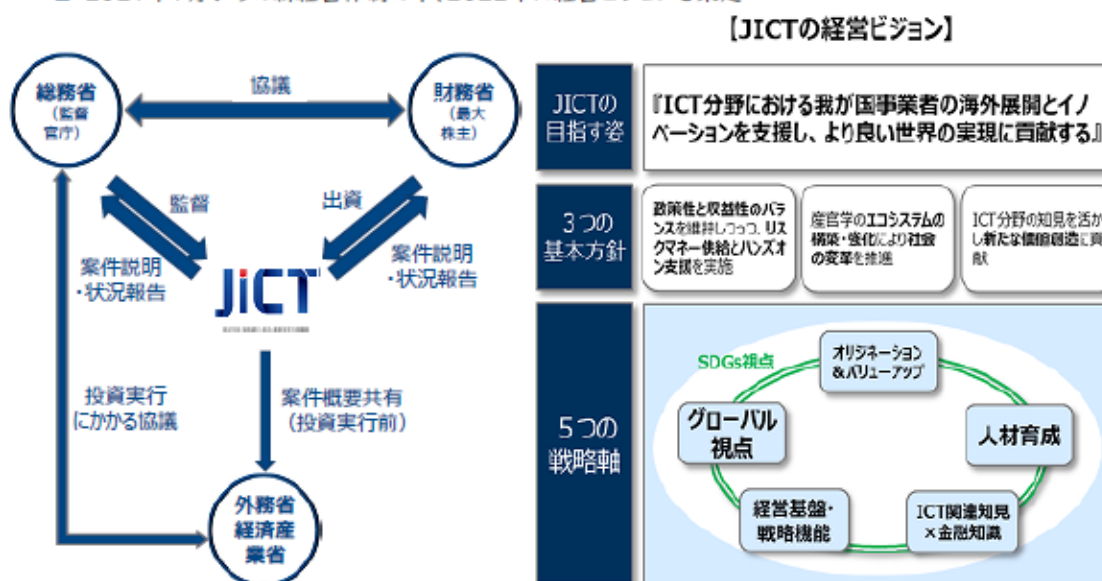 【JICTの経営ビジョン】
総務省
(監督
官庁)
協議
財務省
(最大
株主)
監督
出資
案件説明
・状況報告
案件説明
・状況報告
JiCT
投資実行
にかかる協議
案件概要共有
(投資実行前)
外務省
経済産
業省
JICTの
目指す姿
『ICT分野における我が国事業者の海外展開とイノ
ベーションを支援し、より良い世界の実現に貢献する』
3つの
基本方針
政策性と収益性のバラ
ンスを維持しつつ、リス
クマネー供給とハンズオ
ン支援を実施
産官学のエコシステムの
構築・強化により社会
の変革を推進
ICT分野の知見を活か
し新たな価値創造に貢
献
5つの
戦略軸
SDGs視点
オリジネーション
&バリューアップ
グローバル
視点
人材育成
経営基盤・
戦略機能
ICT関連知見
×金融知識